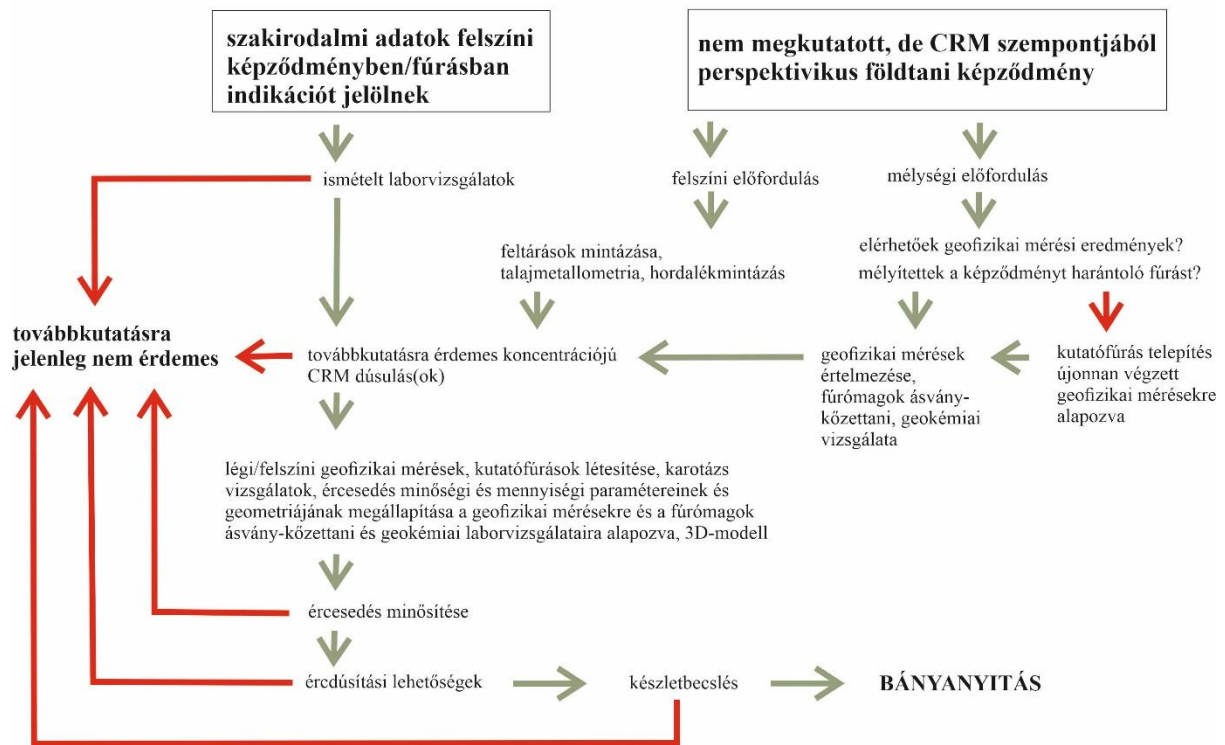 szakirodalmi adatok felszíni
képződményben/fúrásban
indikációt jelölnek
nem megkutatott, de CRM szempontjából
perspektivikus földtani képződmény
ismételt laborvizsgálatok
felszíni előfordulás
mélységi előfordulás
feltárások mintázása,
talajmetallometria, hordalékmintázás
elérhetőek geofizikai mérési eredmények?
mélyítettek a képződményt harántoló fúrást?
továbbkutatásra
jelenleg nem érdemes
továbbkutatásra érdemes koncentrációjú
CRM dúsulás(ok)
geofizikai mérések
értelmezése,
fúrómagok ásvány-
kőzettani, geokémiai
vizsgálata
kutatófúrás telepítés
újonnan végzett
geofizikai mérésekre
alapozva
légi/felszíni geofizikai mérések, kutatófúrások létesítése, karotázs
vizsgálatok, ércesedés minőségi és mennyiségi paramétereinek és
geometriájának megállapítása a geofizikai mérésekre és a fúrómagok
ásvány-kőzettani és geokémiai laborvizsgálataira alapozva, 3D-modell
ércesedés minősítése
ércdúsítási lehetőségek
készletbecslés
BÁNYANYITÁS